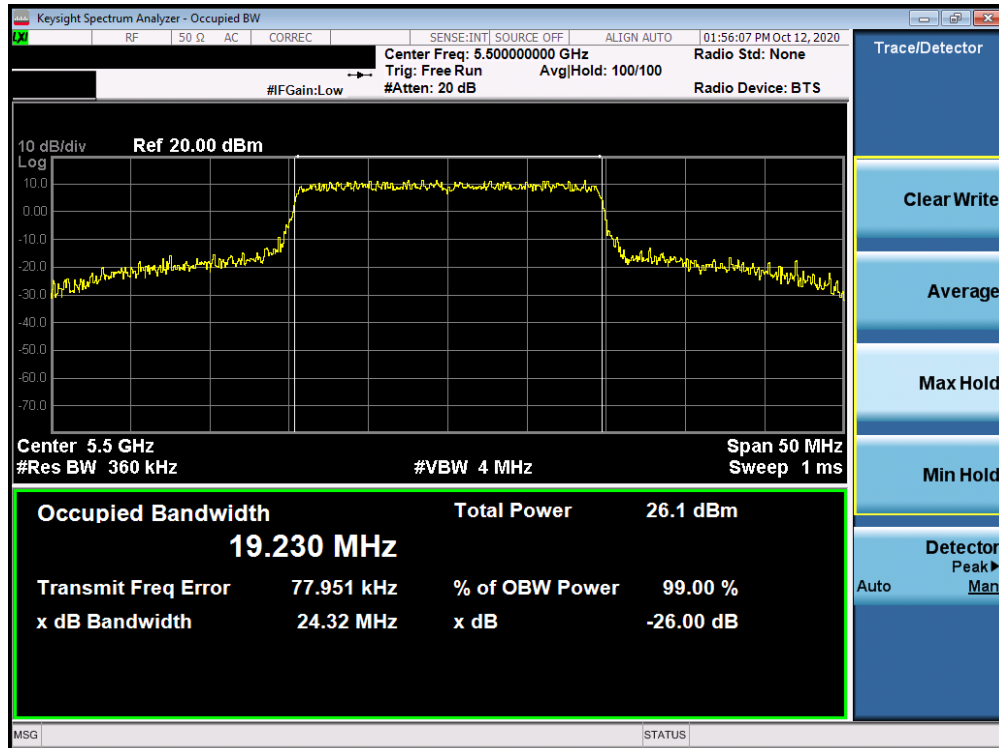 Keysight Spectrum Analyzer - Occupied BW
LXI RF 50 Ω AC CORREC SENSE:INT SOURCE OFF ALIGN AUTO 01:56:07 PM Oct 12, 2020
Center Freq: 5.500000000 GHz Radio Std: None
Trig: Free Run Avg|Hold: 100/100
#IFGain:Low #Atten: 20 dB Radio Device: BTS
10 dB/div Ref 20.00 dBm
Log
10.0
0.00
-10.0
-20.0
-30.0
-40.0
-50.0
-60.0
-70.0
Center 5.5 GHz Span 50 MHz
#Res BW 360 kHz #VBW 4 MHz Sweep 1 ms
Occupied Bandwidth Total Power 26.1 dBm
19.230 MHz
Transmit Freq Error 77.951 kHz % of OBW Power 99.00 %
x dB Bandwidth 24.32 MHz x dB -26.00 dB
MSG STATUS
Trace/Detector
Clear Write
Average
Max Hold
Min Hold
Detector
Peak▶
Auto Man